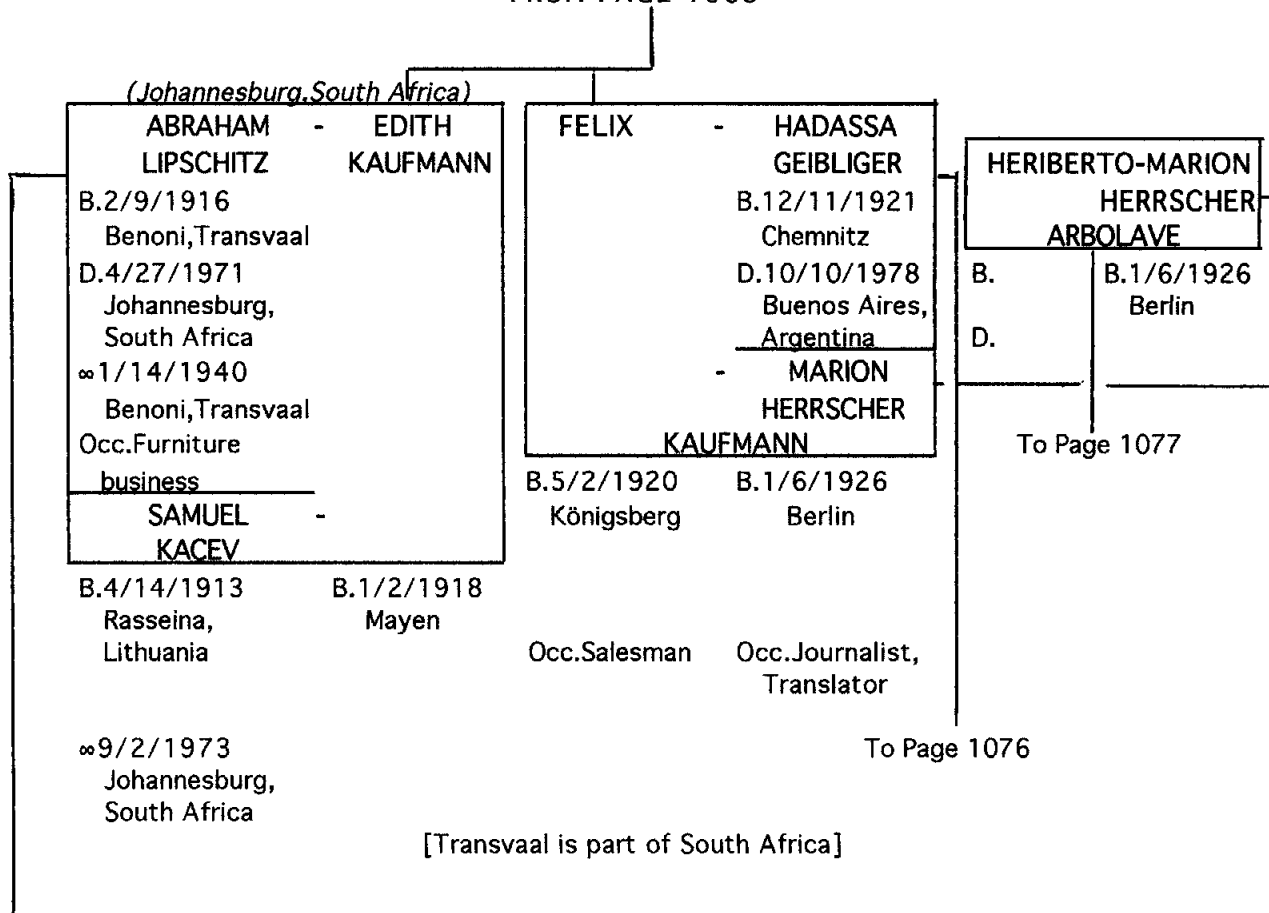 (Johannesburg.South Africa)
ABRAHAM - EDITH
LIPSCHITZ KAUFMANN
B.2/9/1916
Benoni,Transvaal
D.4/27/1971
Johannesburg,
South Africa
∞1/14/1940
Benoni,Transvaal
Occ.Furniture
business
SAMUEL -
KACEV
B.4/14/1913 B.1/2/1918
Rasseina, Mayen
Lithuania
∞9/2/1973
Johannesburg,
South Africa
FELIX - HADASSA
GEIBLIGER
B.12/11/1921
Chemnitz
D.10/10/1978
Buenos Aires,
Argentina
- MARION
HERRSCHER
KAUFMANN
B.5/2/1920 B.1/6/1926
Königsberg Berlin
Occ.Salesman Occ.Journalist,
Translator
To Page 1076
HERIBERTO-MARION
HERRSCHER
ARBOLAVE
B. B.1/6/1926
Berlin
D.
To Page 1077
[Transvaal is part of South Africa]